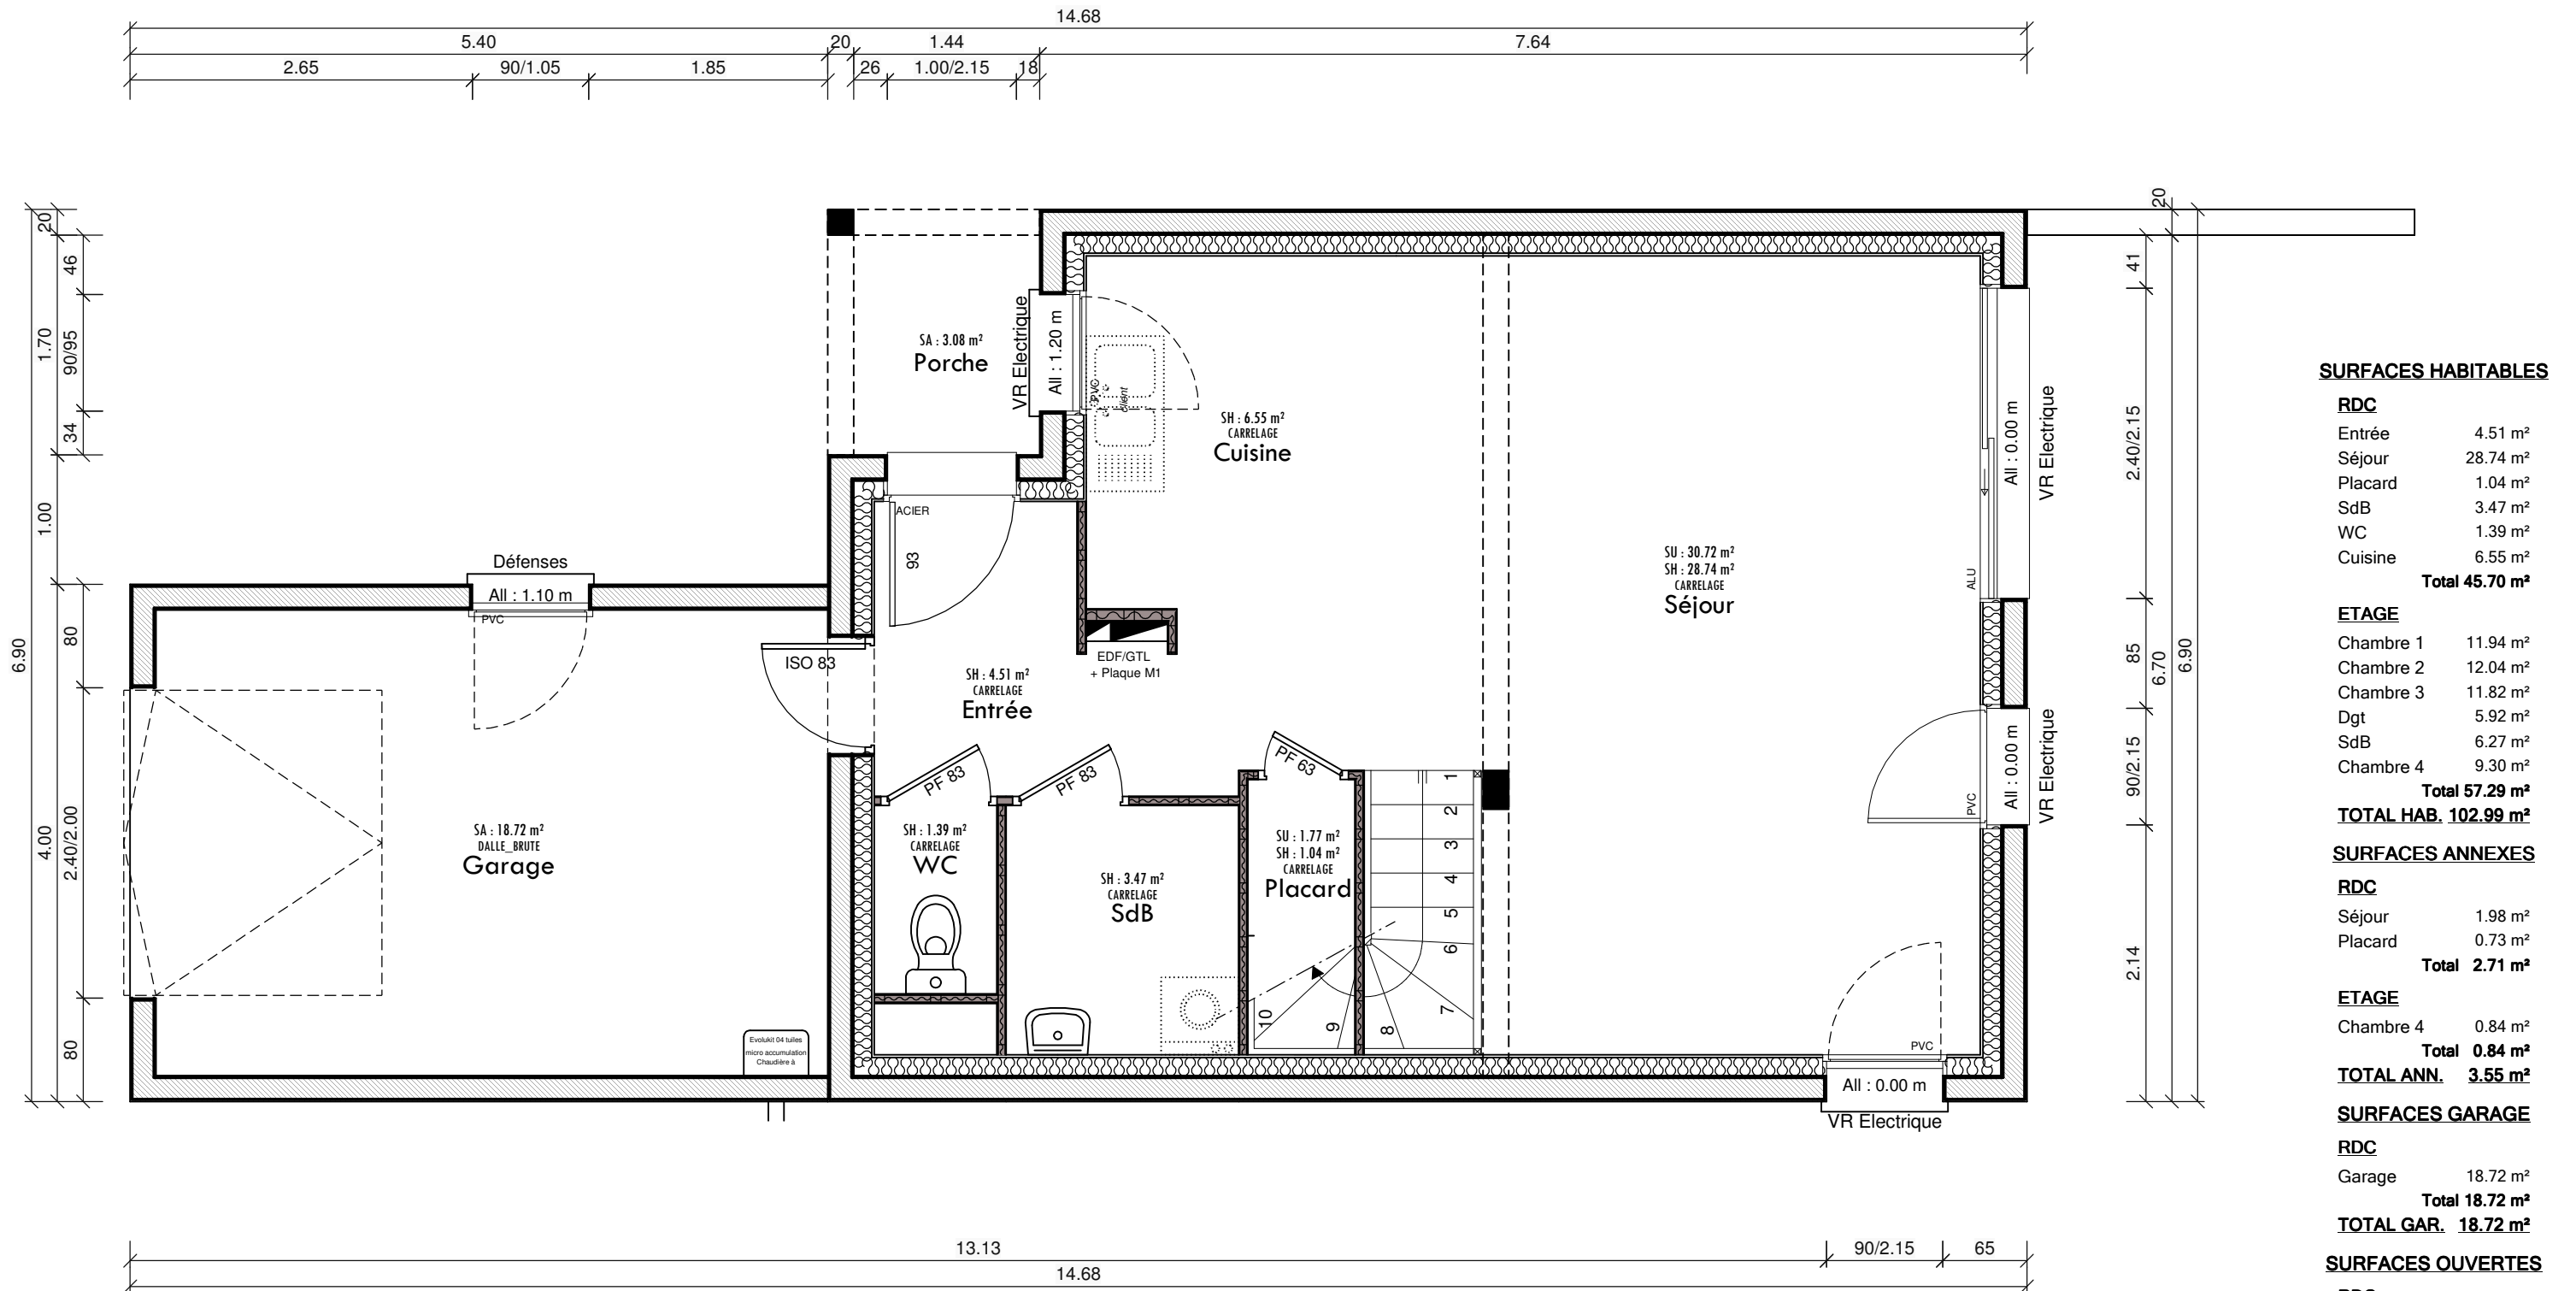 14.68
5.40 20 1.44 7.64
2.65 90/1.05 1.85 26 1.00/2.15 18
6.90
20
1.70
1.00
4.00
46
90/95
34
80
2.40/2.00
80
Défenses
All : 1.10 m
PVC
ISO 83
SA : 18.72 m²
DALLE_BRUTE
Garage
Evolukit 04 tuiles
micro accumulation
Chaudière à
SA : 3.08 m²
Porche
VR Electrique
All : 1.20 m
PVC
client
SH : 6.55 m²
CARRELAGE
Cuisine
ACIER
93
EDF/GTL
+ Plaque M1
SH : 4.51 m²
CARRELAGE
Entrée
PF 83
PF 83
PF 63
SH : 1.39 m²
CARRELAGE
WC
SH : 3.47 m²
CARRELAGE
SdB
SU : 1.77 m²
SH : 1.04 m²
CARRELAGE
Placard
1
2
3
4
5
6
7
8
9
10
SU : 30.72 m²
SH : 28.74 m²
CARRELAGE
Séjour
ALU
All : 0.00 m
VR Electrique
PVC
All : 0.00 m
VR Electrique
PVC
All : 0.00 m
VR Electrique
20
41
2.40/2.15
85
90/2.15
2.14
6.70
6.90
13.13 90/2.15 65
14.68
SURFACES HABITABLES
RDC
Entrée 4.51 m²
Séjour 28.74 m²
Placard 1.04 m²
SdB 3.47 m²
WC 1.39 m²
Cuisine 6.55 m²
Total 45.70 m²
ETAGE
Chambre 1 11.94 m²
Chambre 2 12.04 m²
Chambre 3 11.82 m²
Dgt 5.92 m²
SdB 6.27 m²
Chambre 4 9.30 m²
Total 57.29 m²
TOTAL HAB. 102.99 m²
SURFACES ANNEXES
RDC
Séjour 1.98 m²
Placard 0.73 m²
Total 2.71 m²
ETAGE
Chambre 4 0.84 m²
Total 0.84 m²
TOTAL ANN. 3.55 m²
SURFACES GARAGE
RDC
Garage 18.72 m²
Total 18.72 m²
TOTAL GAR. 18.72 m²
SURFACES OUVERTES